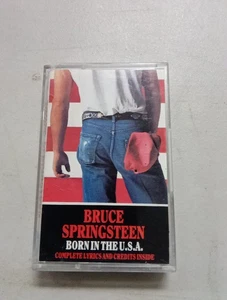 BRUCE
SPRINGSTEEN
BORN IN THE U.S.A.
COMPLETE LYRICS AND CREDITS INSIDE